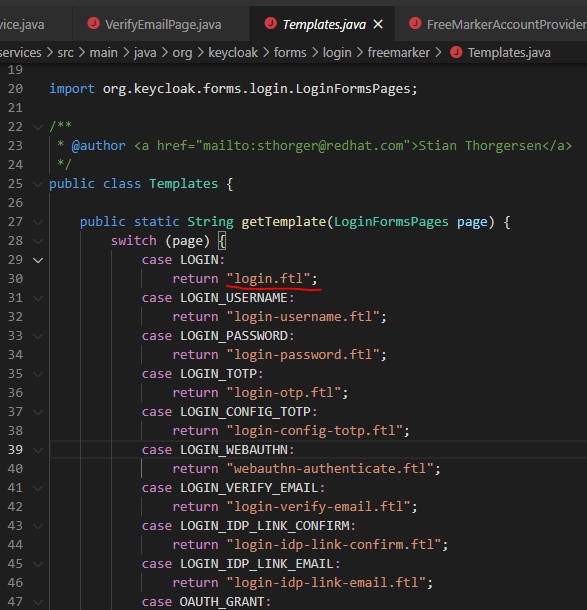 vice.java VerifyEmailPage.java Templates.java FreeMarkerAccountProvider
services > src > main > java > org > keycloak > forms > login > freemarker > Templates.java
19
20 import org.keycloak.forms.login.LoginFormsPages;
21
22 /**
23 * @author <a href="mailto:sthorger@redhat.com">Stian Thorgersen</a>
24 */
25 public class Templates {
26
27 public static String getTemplate(LoginFormsPages page) {
28 switch (page) {
29 case LOGIN:
30 return "login.ftl";
31 case LOGIN_USERNAME:
32 return "login-username.ftl";
33 case LOGIN_PASSWORD:
34 return "login-password.ftl";
35 case LOGIN_TOTP:
36 return "login-otp.ftl";
37 case LOGIN_CONFIG_TOTP:
38 return "login-config-totp.ftl";
39 case LOGIN_WEBAUTHN:
40 return "webauthn-authenticate.ftl";
41 case LOGIN_VERIFY_EMAIL:
42 return "login-verify-email.ftl";
43 case LOGIN_IDP_LINK_CONFIRM:
44 return "login-idp-link-confirm.ftl";
45 case LOGIN_IDP_LINK_EMAIL:
46 return "login-idp-link-email.ftl";
47 case OAUTH_GRANT: